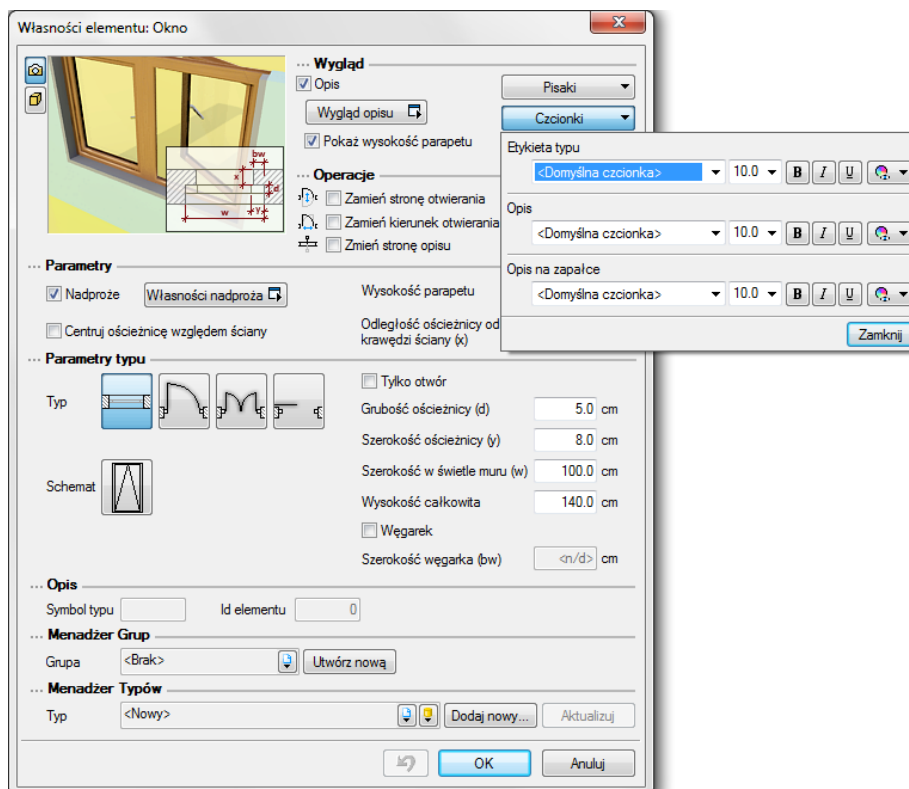 Własności elementu: Okno
... Wygląd
Opis
Pisaki
Wygląd opisu
Czcionki
Pokaż wysokość parapetu
bw
x
d
w
y
Etykieta typu
<Domyślna czcionka> 10.0 B I U
... Operacje
Zamień stronę otwierania
Opis
Zamień kierunek otwierania
<Domyślna czcionka> 10.0 B I U
Zmień stronę opisu
... Parametry
Opis na zapałce
Nadproże
Własności nadproża
Wysokość parapetu
<Domyślna czcionka> 10.0 B I U
Centruj ościeżnicę względem ściany
Odległość ościeżnicy od
krawędzi ściany (x)
Zamknij
... Parametry typu
Typ
Tylko otwór
Grubość ościeżnicy (d) 5.0 cm
Szerokość ościeżnicy (y) 8.0 cm
Schemat
Szerokość w świetle muru (w) 100.0 cm
Wysokość całkowita 140.0 cm
Węgarek
Szerokość węgarka (bw) <n/d> cm
... Opis
Symbol typu Id elementu 0
... Menadżer Grup
Grupa <Brak> Utwórz nową
... Menadżer Typów
Typ <Nowy> Dodaj nowy... Aktualizuj
OK Anuluj